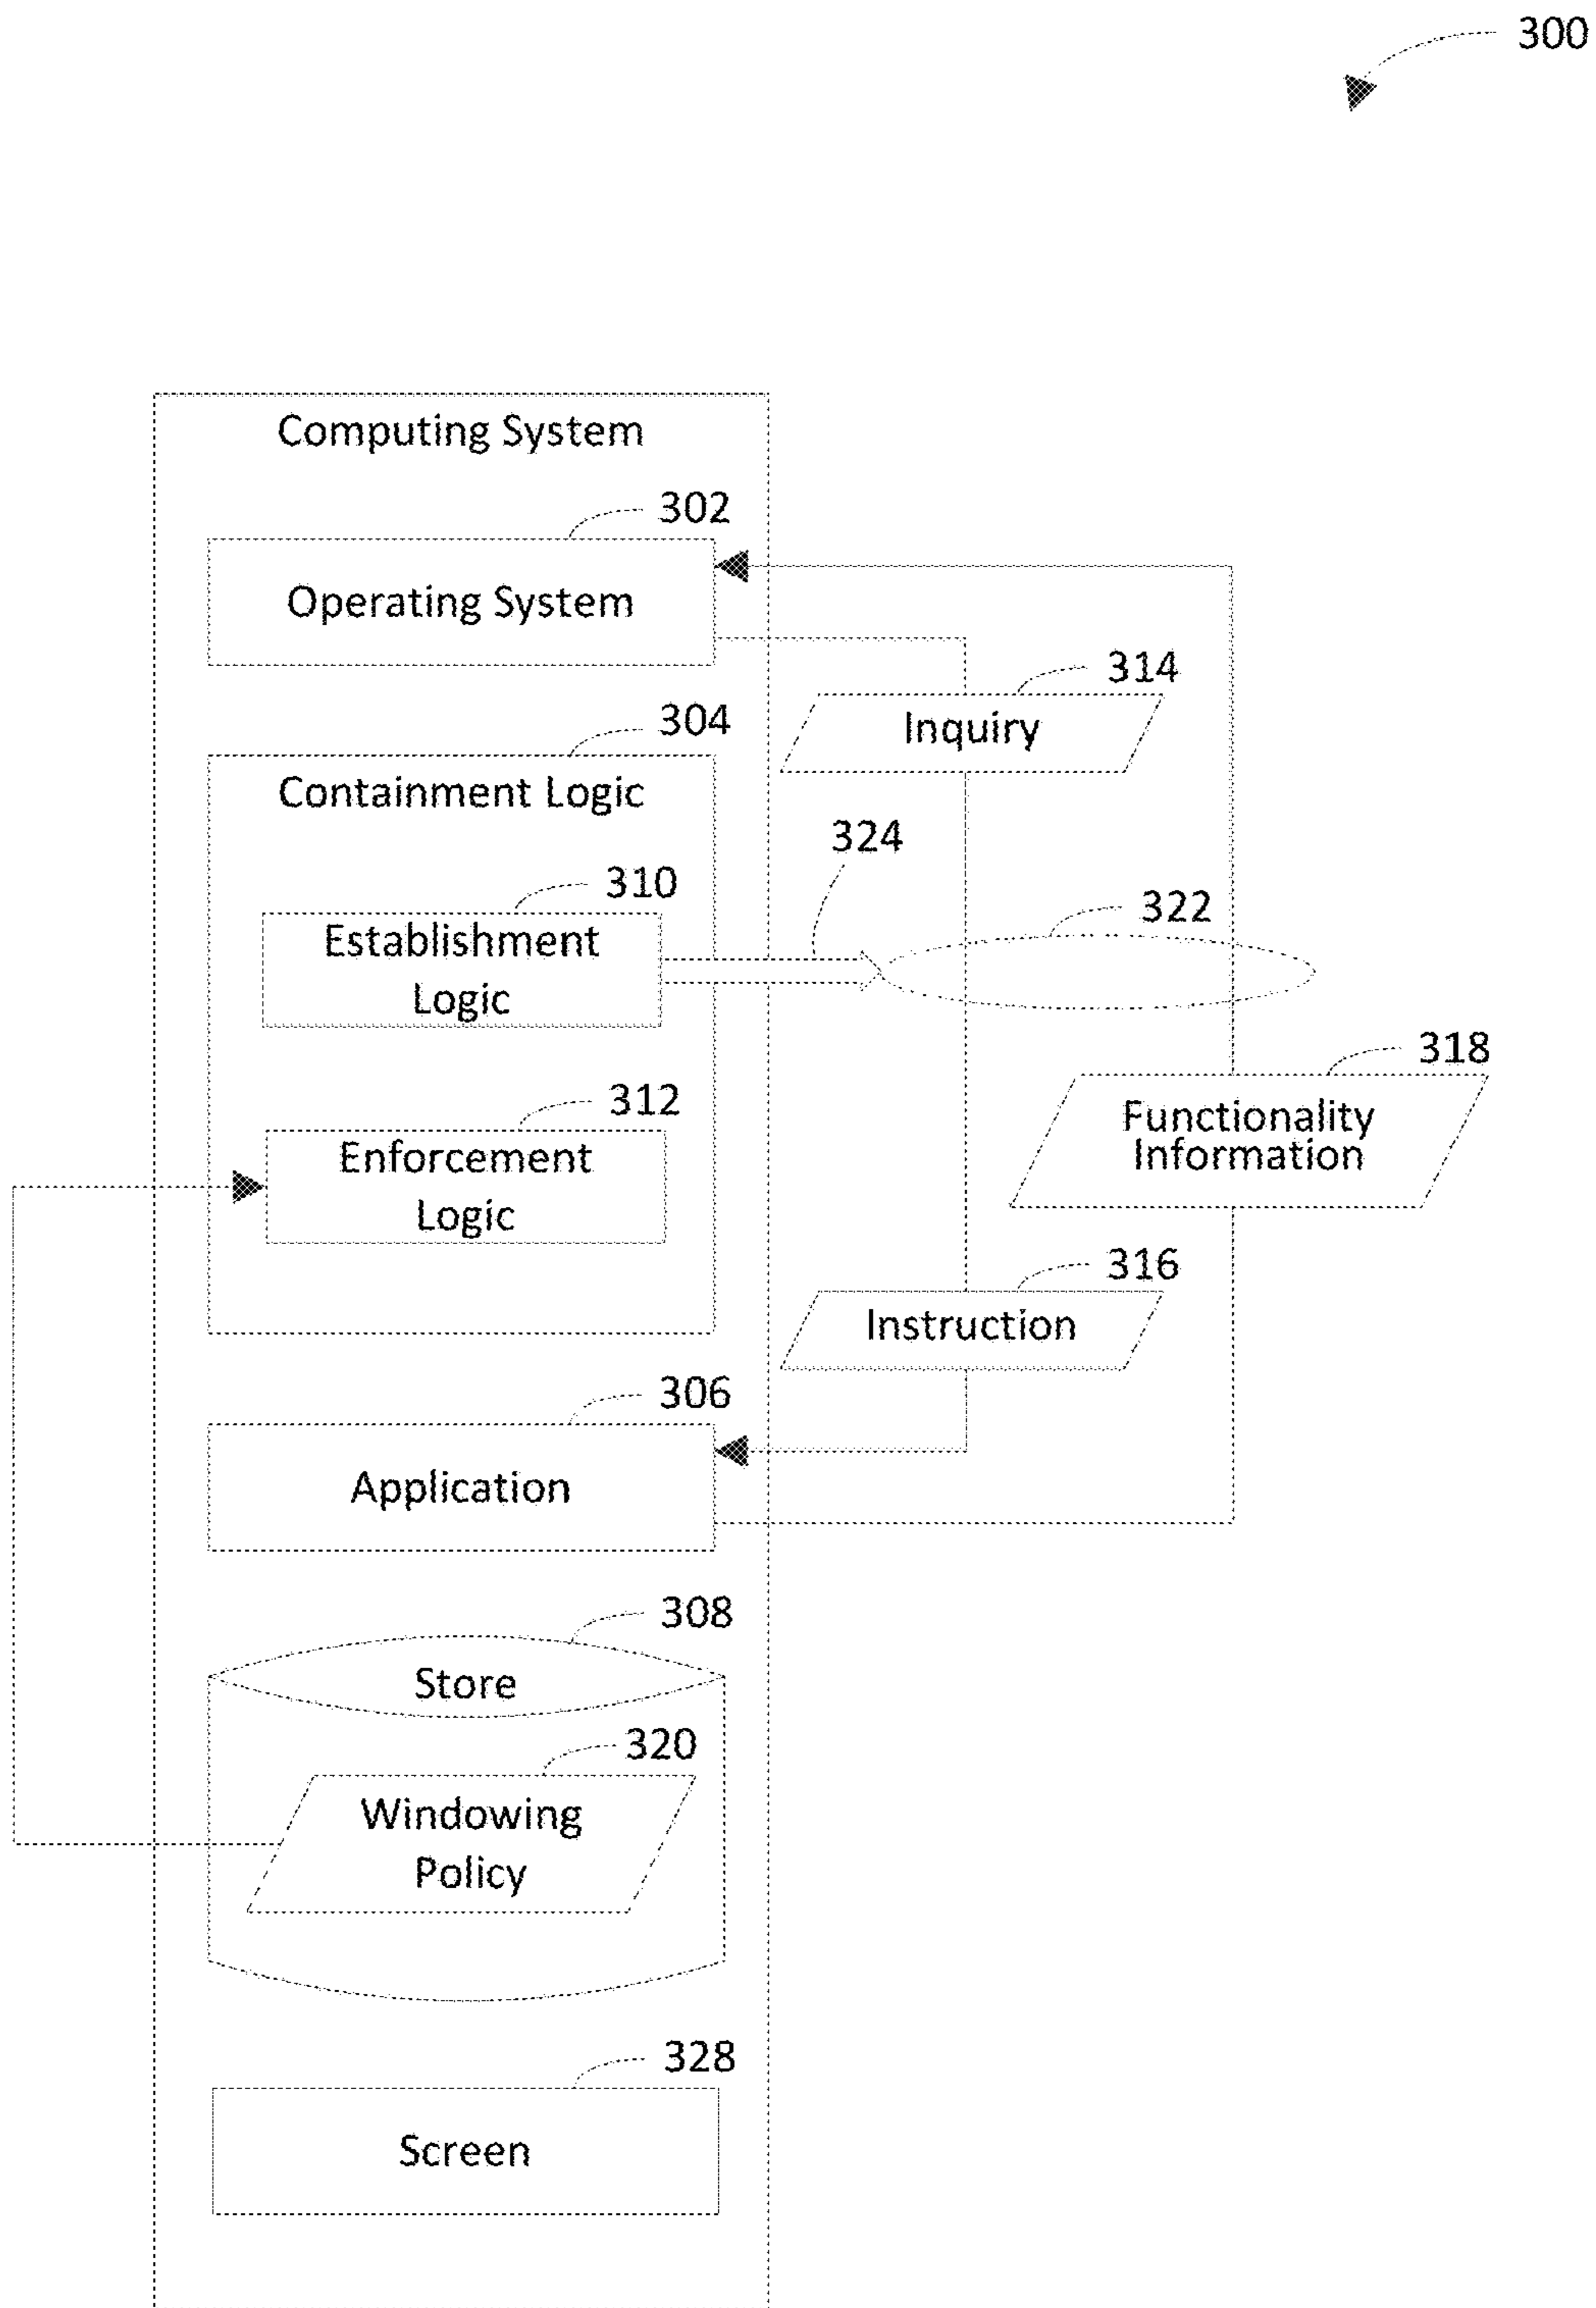 300
Computing System
302
Operating System
314
Inquiry
304
Containment Logic
324
310
Establishment
Logic
322
318
Functionality
Information
312
Enforcement
Logic
316
Instruction
306
Application
308
Store
320
Windowing
Policy
328
Screen